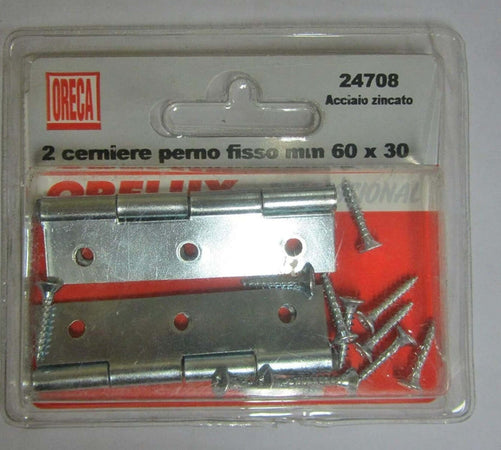 ORECA
24708
Acciaio zincato
2 cerniere perno fisso mm 60 x 30